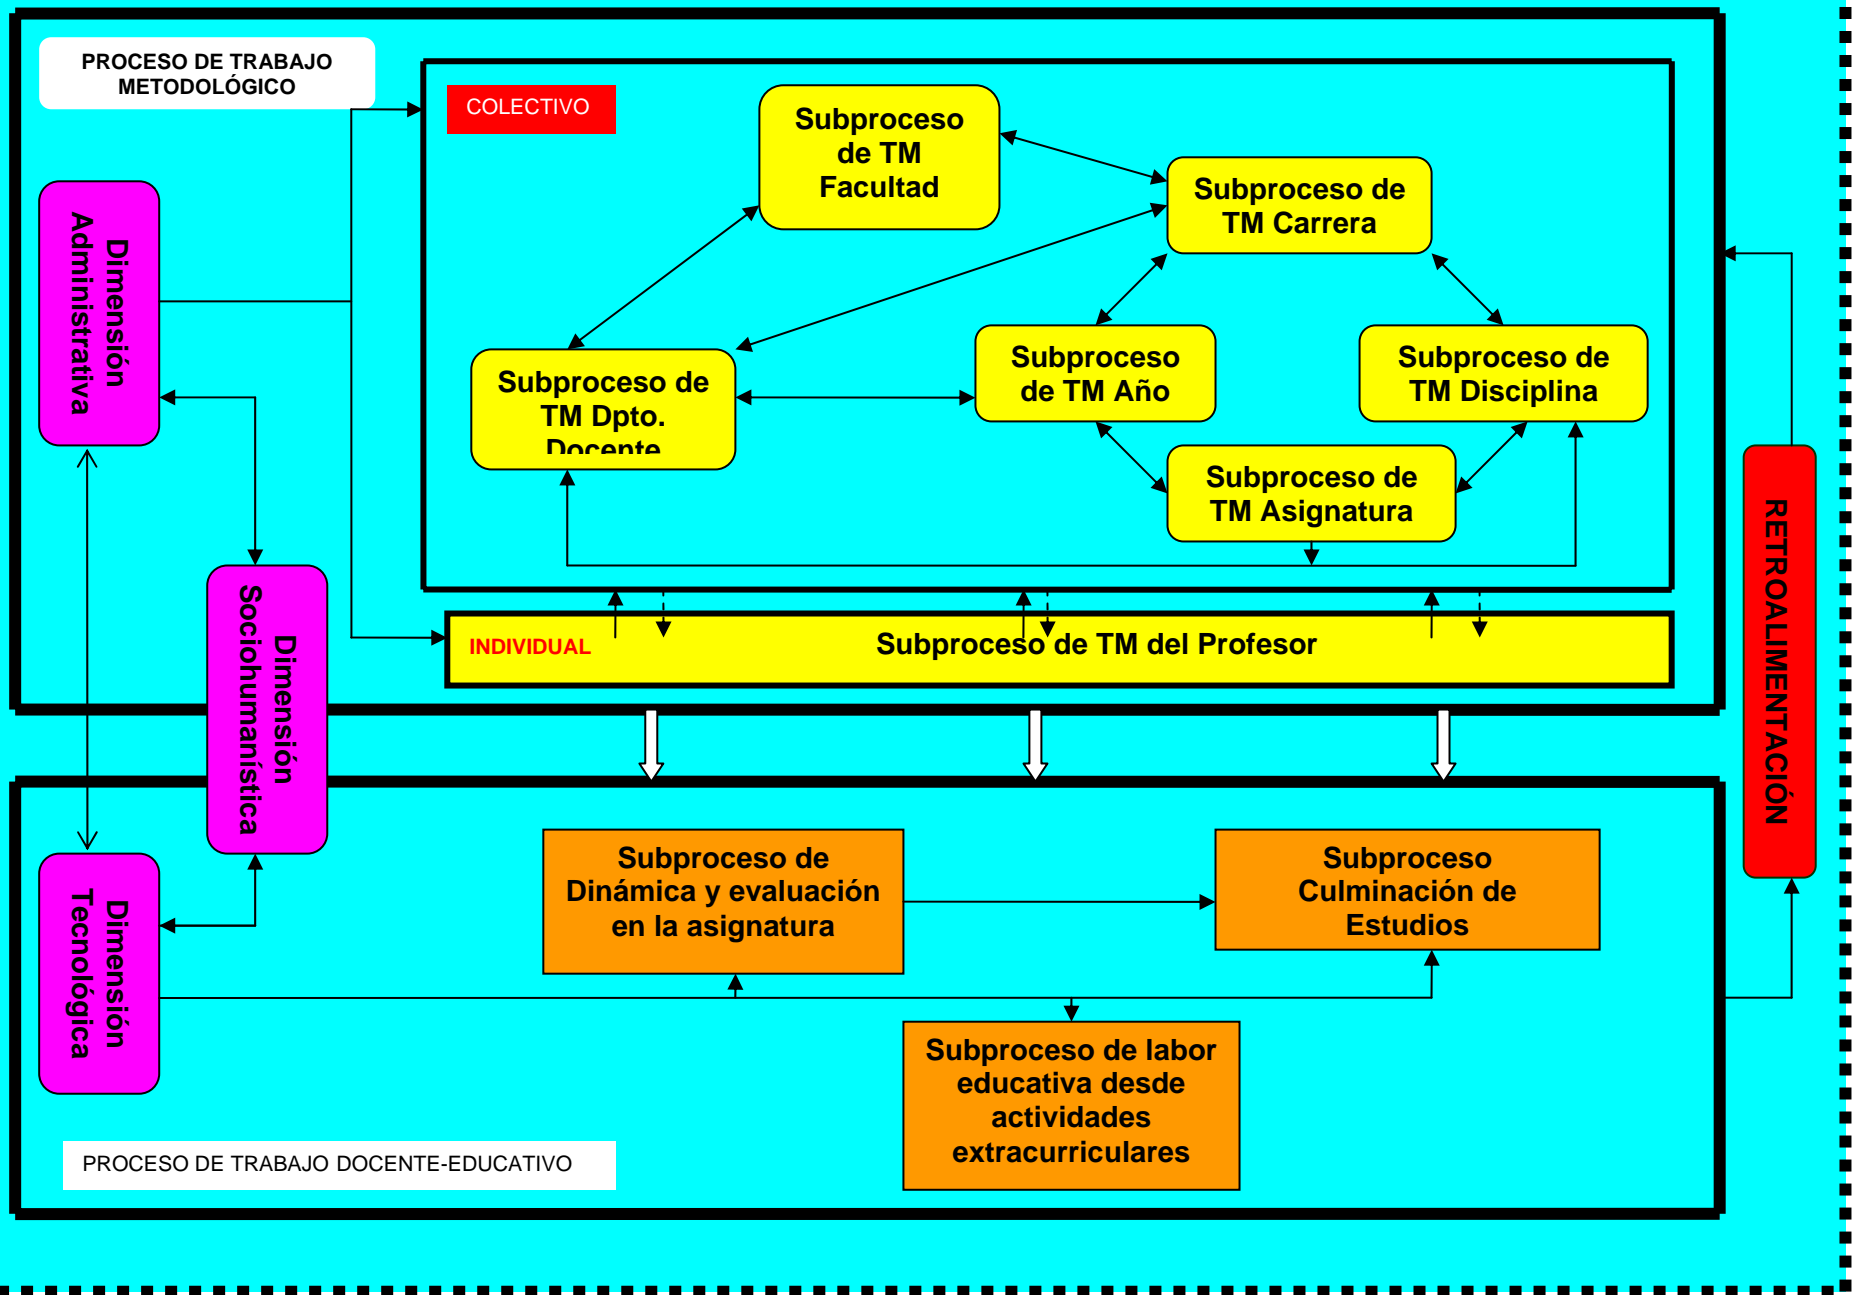 PROCESO DE TRABAJO
METODOLÓGICO
COLECTIVO
Subproceso
de TM
Facultad
Subproceso de
TM Carrera
Dimensión
Administrativa
Subproceso de
TM Dpto.
Docente
Subproceso
de TM Año
Subproceso de
TM Disciplina
Subproceso de
TM Asignatura
RETROALIMENTACIÓN
Dimensión
Sociohumanística
INDIVIDUAL
Subproceso de TM del Profesor
Dimensión
Tecnológica
Subproceso de
Dinámica y evaluación
en la asignatura
Subproceso
Culminación de
Estudios
Subproceso de labor
educativa desde
actividades
extracurriculares
PROCESO DE TRABAJO DOCENTE-EDUCATIVO